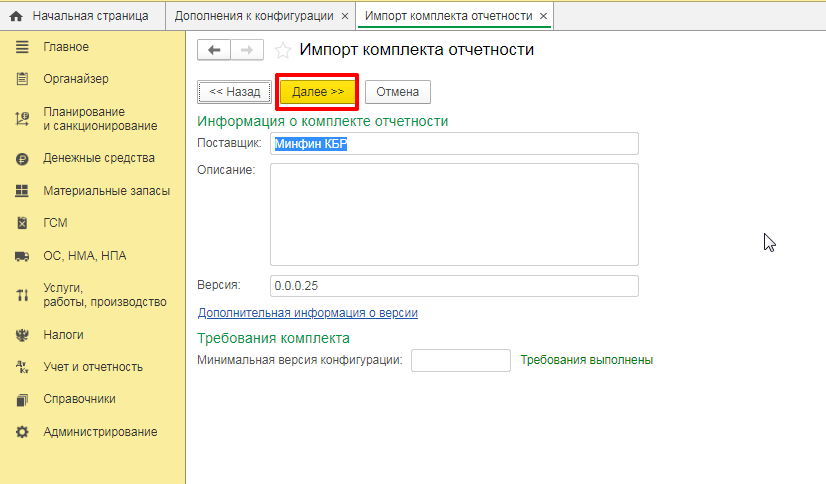 Начальная страница
Дополнения к конфигурации ×
Импорт комплекта отчетности ×
Главное
Органайзер
Планирование
и санкционирование
Денежные средства
Материальные запасы
ГСМ
ОС, НМА, НПА
Услуги,
работы, производство
Налоги
Дт
Кт
Учет и отчетность
Справочники
Администрирование
Импорт комплекта отчетности
<< Назад
Далее >>
Отмена
Информация о комплекте отчетности
Поставщик: Минфин КБР
Описание:
Версия: 0.0.0.25
Дополнительная информация о версии
Требования комплекта
Минимальная версия конфигурации: Требования выполнены